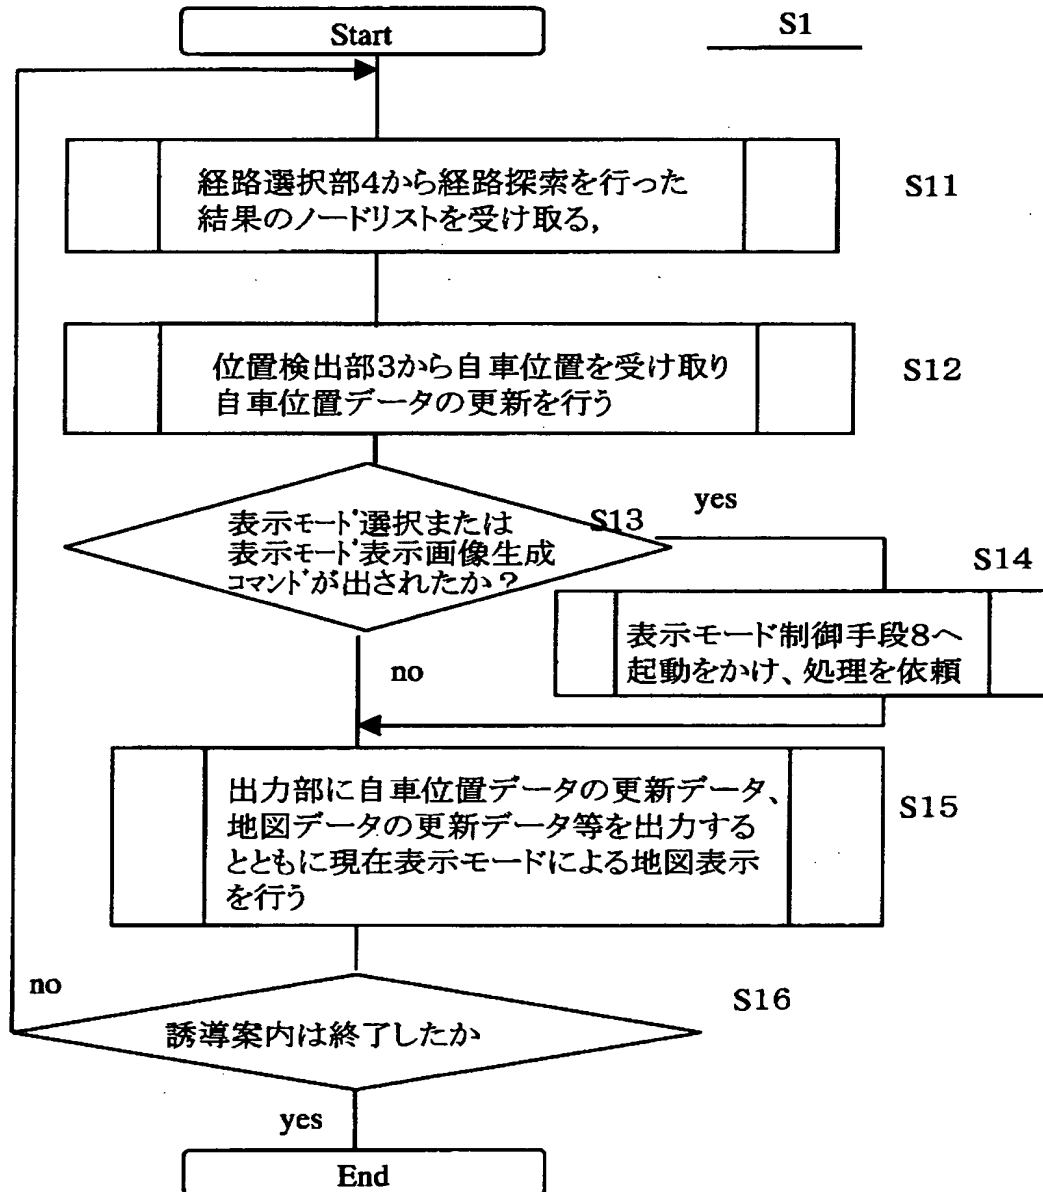 Start
S1
経路選択部4から経路探索を行った
結果のノードリストを受け取る,
S11
位置検出部3から自車位置を受け取り
自車位置データの更新を行う
S12
表示モード選択または
表示モード表示画像生成
コマンドが出されたか?
S13
yes
S14
表示モード制御手段8へ
起動をかけ、処理を依頼
no
出力部に自車位置データの更新データ、
地図データの更新データ等を出力する
とともに現在表示モードによる地図表示
を行う
S15
no
S16
誘導案内は終了したか
yes
End